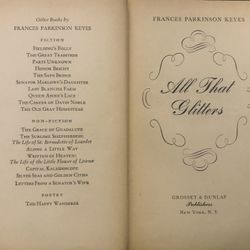 Other Books by
FRANCES PARKINSON KEYES
FICTION
FIELDING'S FOLLY
THE GREAT TRADITION
PARTS UNKNOWN
HONOR BRIGHT
THE SAFE BRIDGE
SENATOR MARLOWE'S DAUGHTER
LADY BLANCHE FARM
QUEEN ANNE'S LACE
THE CAREER OF DAVID NOBLE
THE OLD GRAY HOMESTEAD
NON-FICTION
THE GRACE OF GUADALUPE
THE SUBLIME SHEPHERDESS:
The Life of St. Bernadette of Lourdes
ALONG A LITTLE WAY
WRITTEN IN HEAVEN:
The Life of the Little Flower of Lisieux
CAPITAL KALEIDOSCOPE
SILVER SEAS AND GOLDEN CITIES
LETTERS FROM A SENATOR'S WIFE
POETRY
THE HAPPY WANDERER
FRANCES PARKINSON KEYES
All That
Glitters
GROSSET & DUNLAP
Publishers
NEW YORK, N. Y.